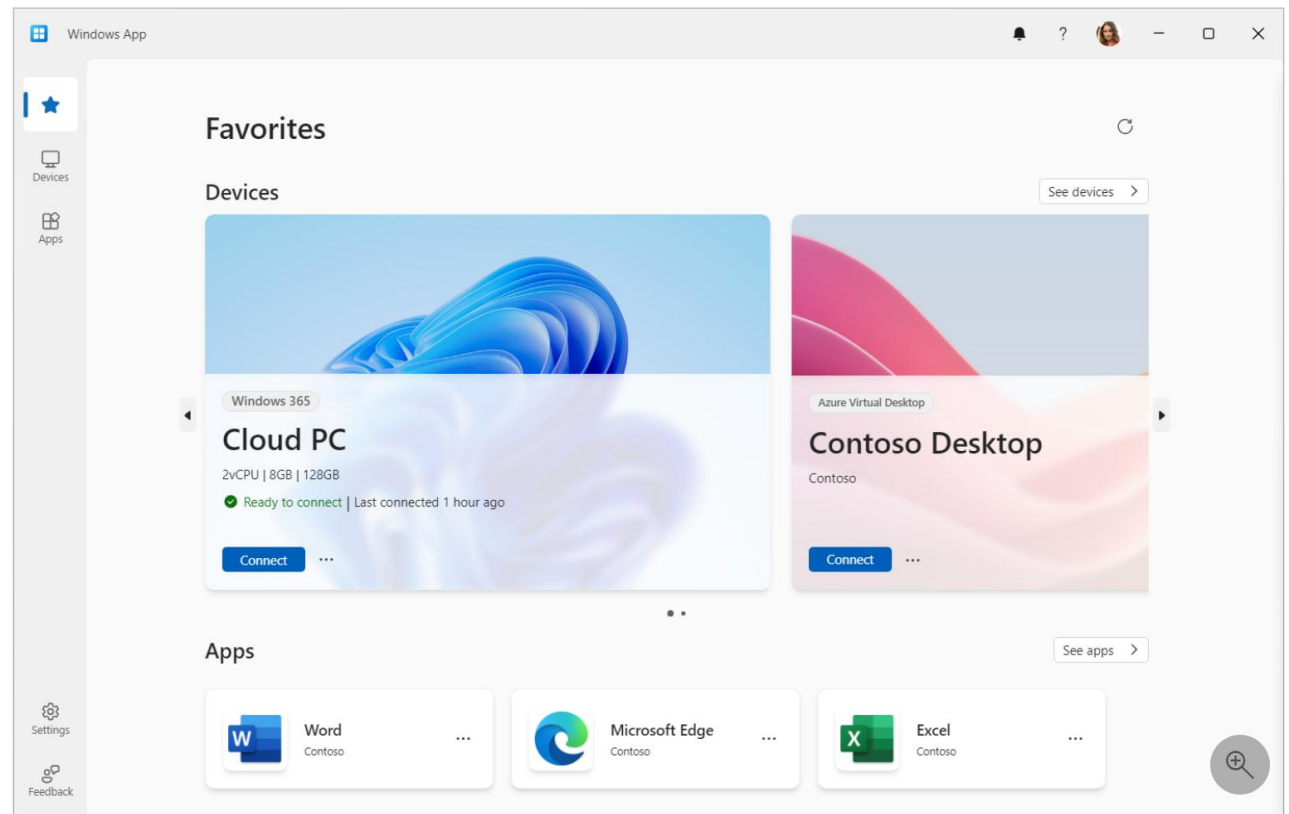 Windows App
?
Favorites
Devices
See devices
Devices
Apps
Windows 365
Cloud PC
2vCPU | 8GB | 128GB
Ready to connect | Last connected 1 hour ago
Connect ...
Azure Virtual Desktop
Contoso Desktop
Contoso
Connect ...
Apps
See apps
W
Word
Contoso
...
Microsoft Edge
Contoso
...
X
Excel
Contoso
...
Settings
Feedback